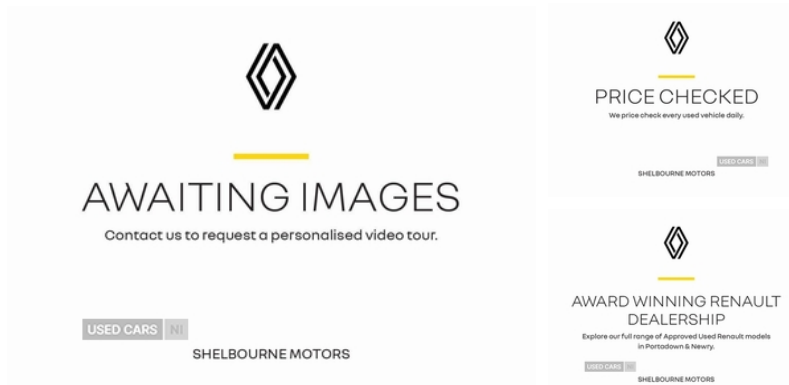 AWAITING IMAGES
Contact us to request a personalised video tour.
USED CARS NI
SHELBOURNE MOTORS
PRICE CHECKED
We price check every used vehicle daily.
USED CARS NI
SHELBOURNE MOTORS
AWARD WINNING RENAULT
DEALERSHIP
Explore our full range of Approved Used Renault models
in Portadown & Newry.
USED CARS NI
SHELBOURNE MOTORS